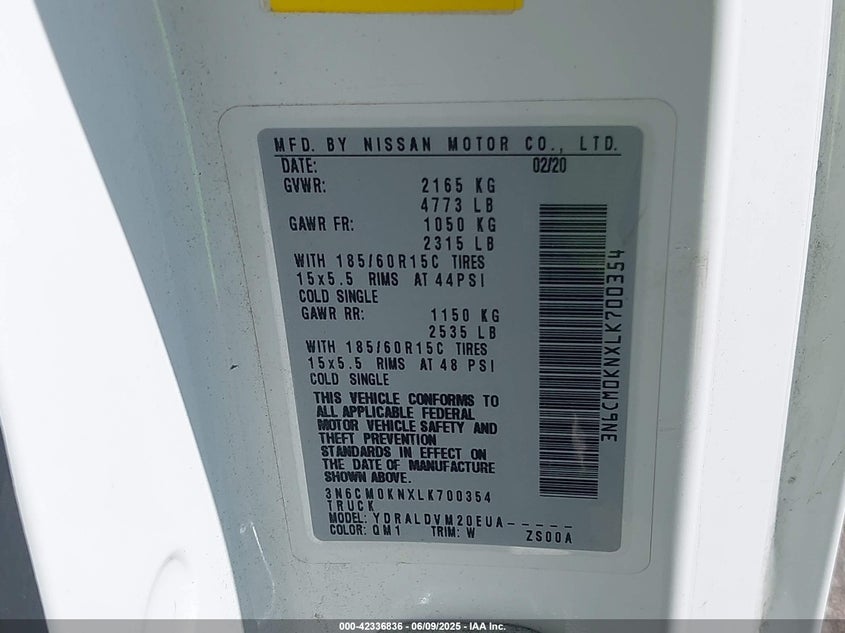 MFD. BY NISSAN MOTOR CO., LTD.
DATE: 02/20
GVWR: 2165 KG
4773 LB
GAWR FR: 1050 KG
2315 LB
WITH 185/60R15C TIRES
15x5.5 RIMS AT 44PSI
COLD SINGLE
GAWR RR: 1150 KG
2535 LB
WITH 185/60R15C TIRES
15x5.5 RIMS AT 48 PSI
COLD SINGLE
THIS VEHICLE CONFORMS TO
ALL APPLICABLE FEDERAL
MOTOR VEHICLE SAFETY AND
THEFT PREVENTION
STANDARDS IN EFFECT ON
THE DATE OF MANUFACTURE
SHOWN ABOVE.
3N6CM0KNXLK700354
TRUCK
MODEL: YDRALDVM20EUA-----
COLOR: QM1 TRIM: W ZS00A
3N6CM0KNXLK700354
000-42336836 - 06/09/2025 - IAA Inc.